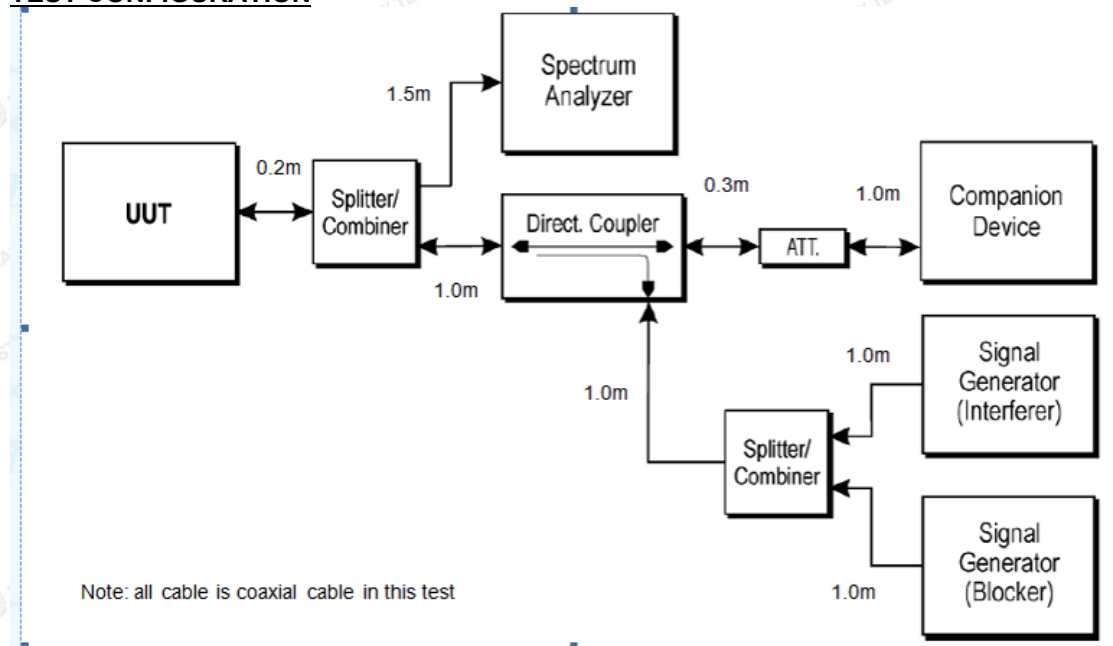 TEST CONFIGURATION
Spectrum
Analyzer
1.5m
UUT
0.2m
Splitter/
Combiner
1.0m
Direct. Coupler
0.3m
ATT.
1.0m
Companion
Device
1.0m
Signal
Generator
(Interferer)
1.0m
Splitter/
Combiner
Signal
Generator
(Blocker)
1.0m
Note: all cable is coaxial cable in this test